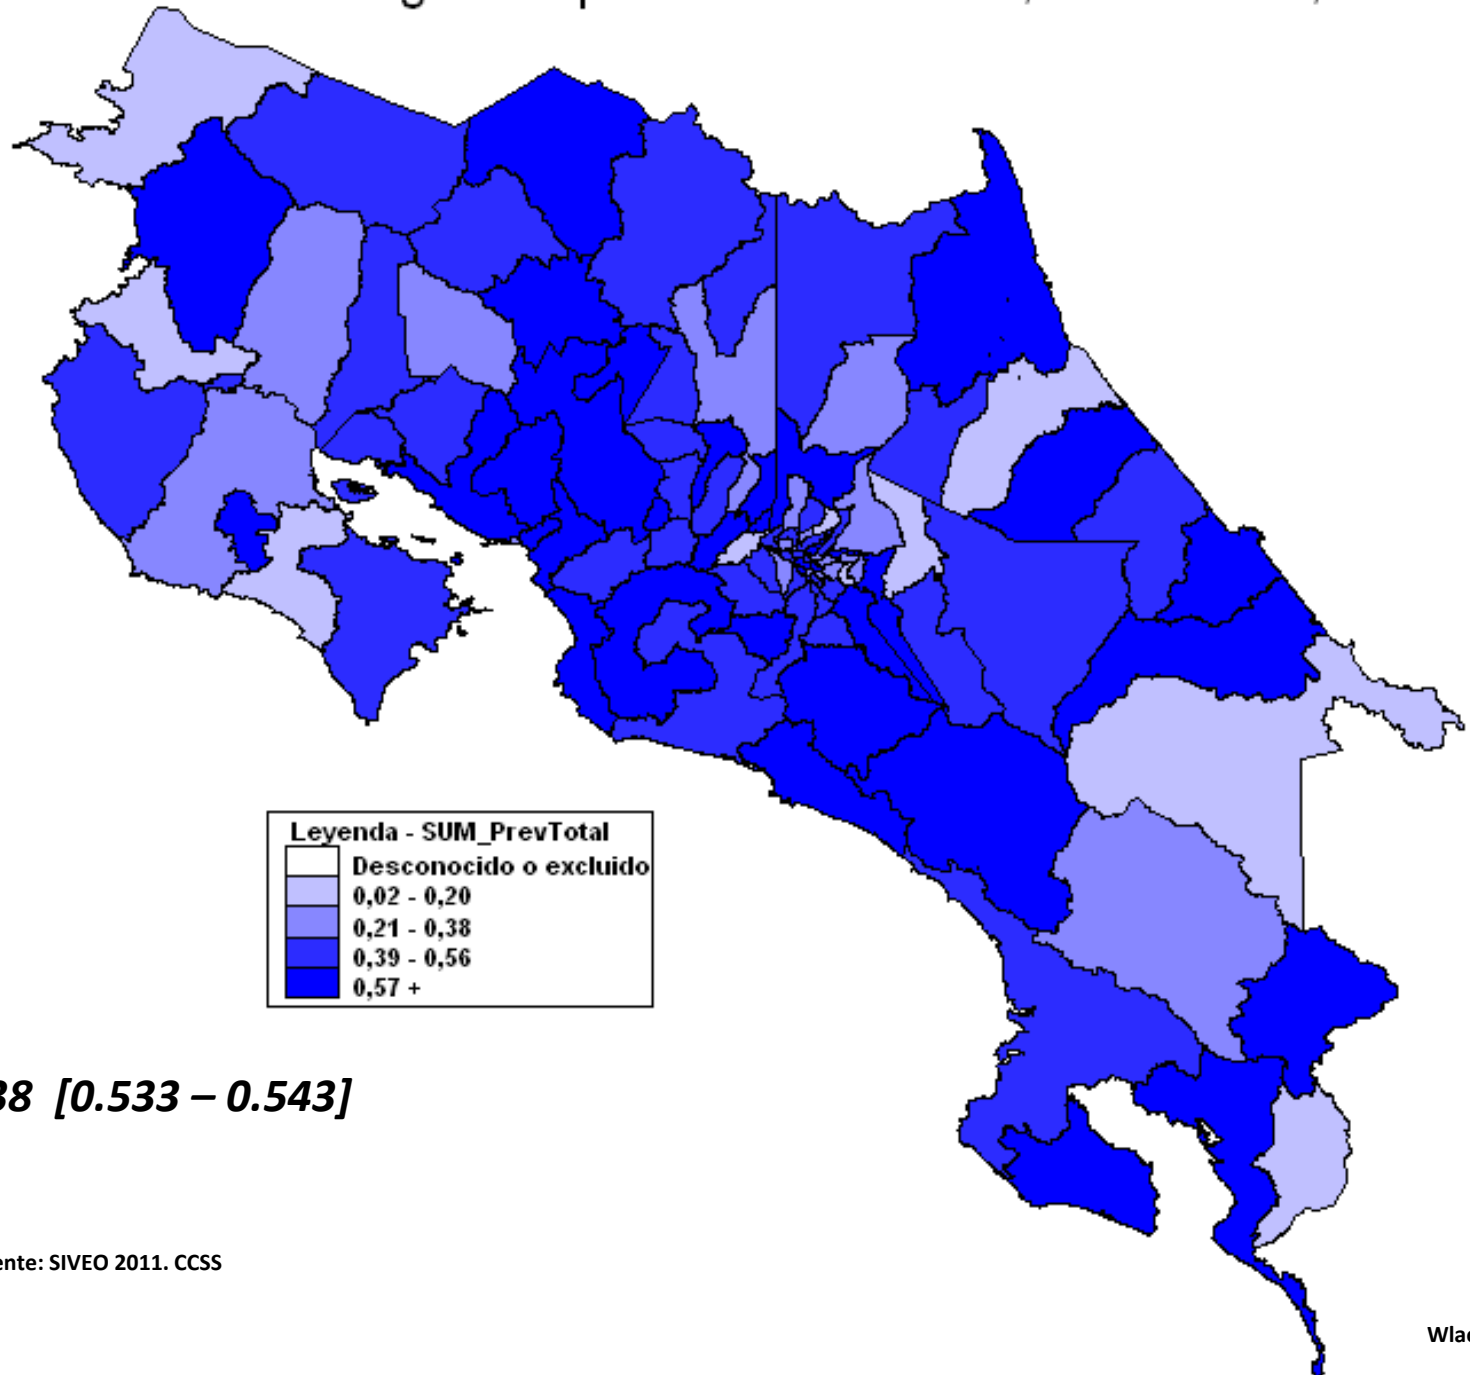 Leyenda - SUM_PrevTotal
Desconocido o excluido
0,02 - 0,20
0,21 - 0,38
0,39 - 0,56
0,57 +
38 [0.533 – 0.543]
ente: SIVEO 2011. CCSS